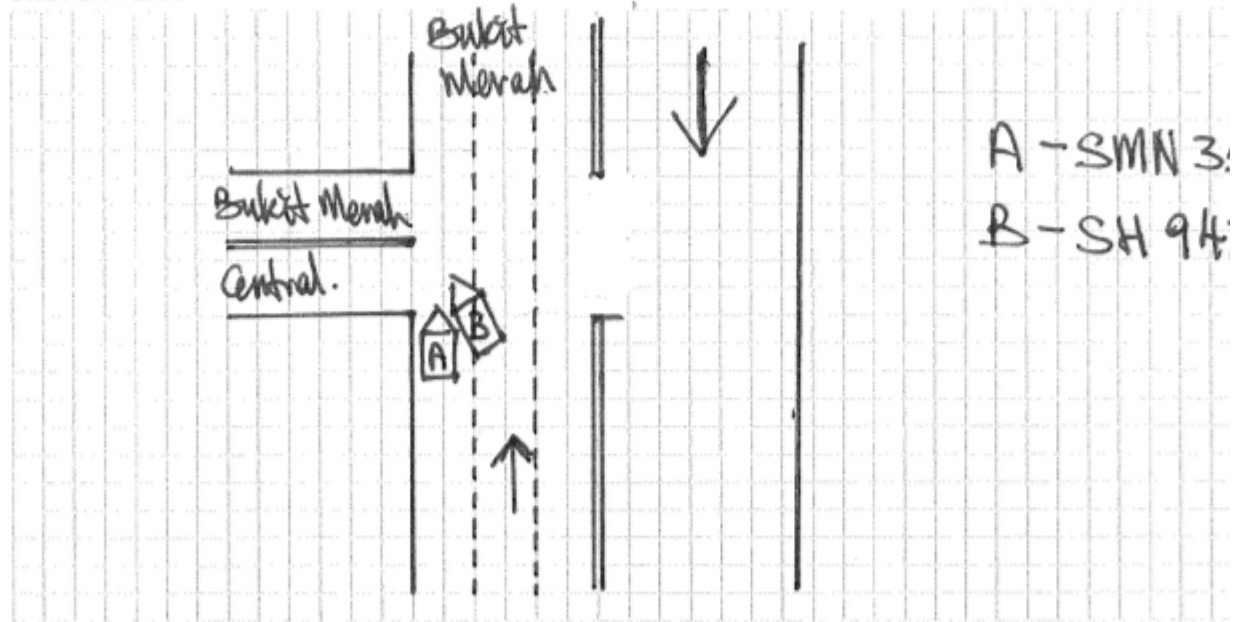 Bukit
Merah
Bukit Merah
Central.
A
B
A - SMN 3
B - SH 94